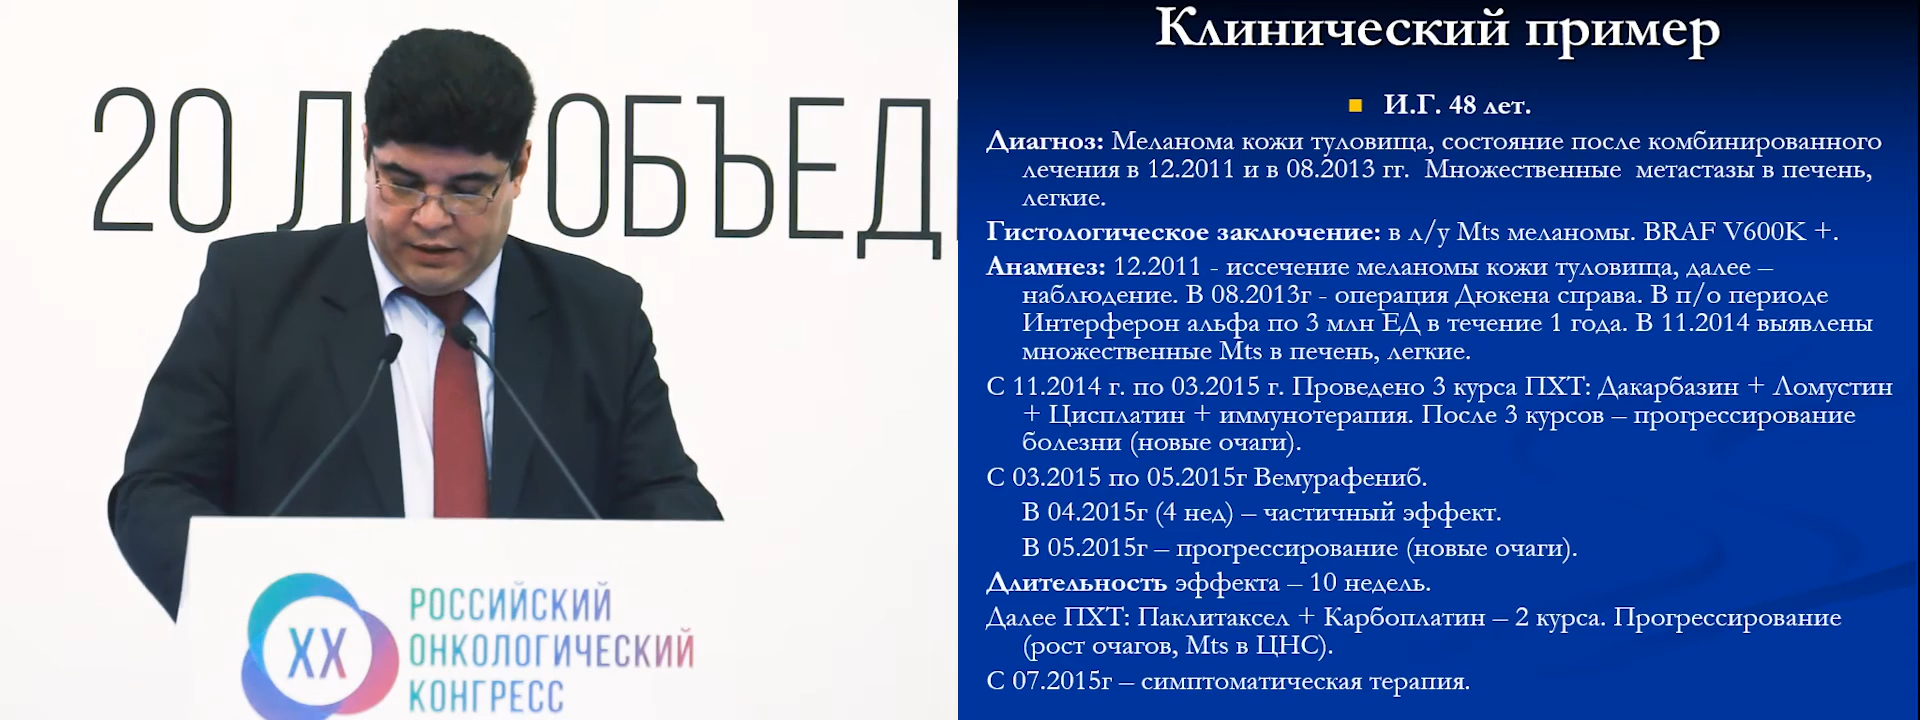 20 Л ОБЪЕД
XX
РОССИЙСКИЙ
ОНКОЛОГИЧЕСКИЙ
КОНГРЕСС
Клинический пример
И.Г. 48 лет.
Диагноз: Меланома кожи туловища, состояние после комбинированного
лечения в 12.2011 и в 08.2013 гг. Множественные метастазы в печень,
легкие.
Гистологическое заключение: в л/у Mts меланомы. BRAF V600K +.
Анамнез: 12.2011 - иссечение меланомы кожи туловища, далее –
наблюдение. В 08.2013г - операция Дюкена справа. В п/о периоде
Интерферон альфа по 3 млн ЕД в течение 1 года. В 11.2014 выявлены
множественные Mts в печень, легкие.
С 11.2014 г. по 03.2015 г. Проведено 3 курса ПХТ: Дакарбазин + Ломустин
+ Цисплатин + иммунотерапия. После 3 курсов – прогрессирование
болезни (новые очаги).
С 03.2015 по 05.2015г Вемурафениб.
В 04.2015г (4 нед) – частичный эффект.
В 05.2015г – прогрессирование (новые очаги).
Длительность эффекта – 10 недель.
Далее ПХТ: Паклитаксел + Карбоплатин – 2 курса. Прогрессирование
(рост очагов, Mts в ЦНС).
С 07.2015г – симптоматическая терапия.